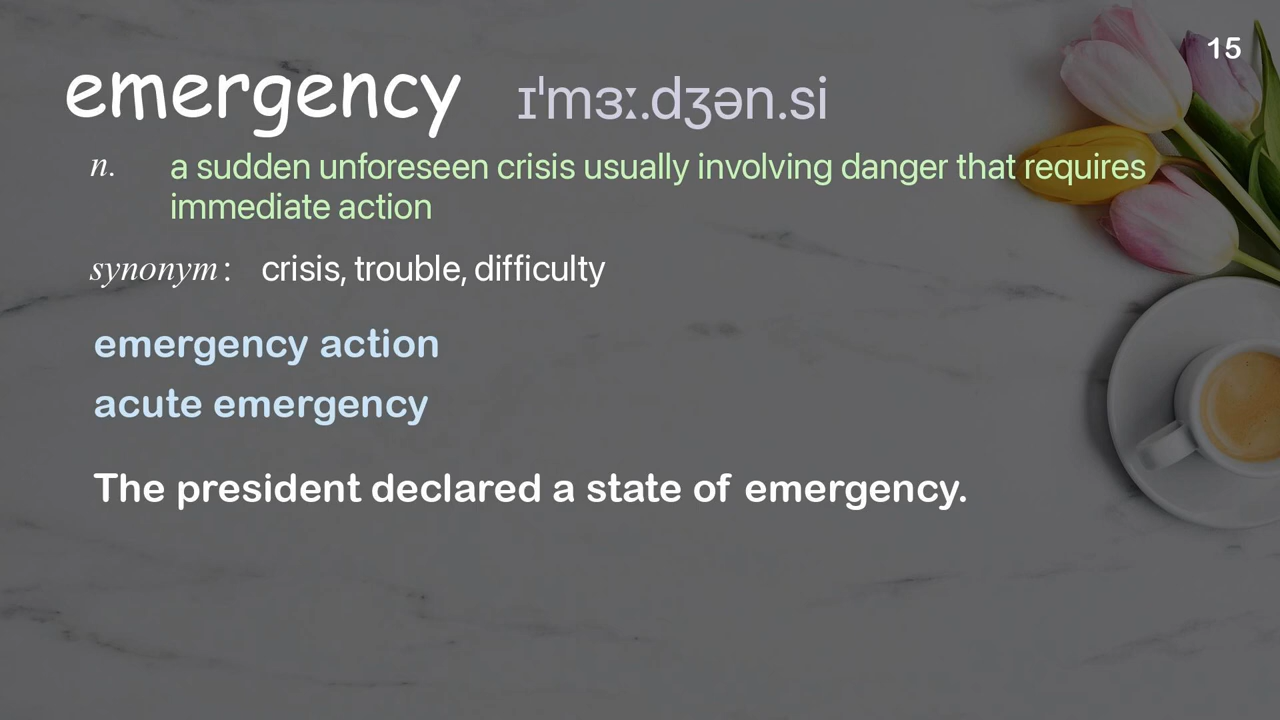 15
emergency ɪˈmɜː.dʒən.si
n. a sudden unforeseen crisis usually involving danger that requires
immediate action
synonym: crisis, trouble, difficulty
emergency action
acute emergency
The president declared a state of emergency.